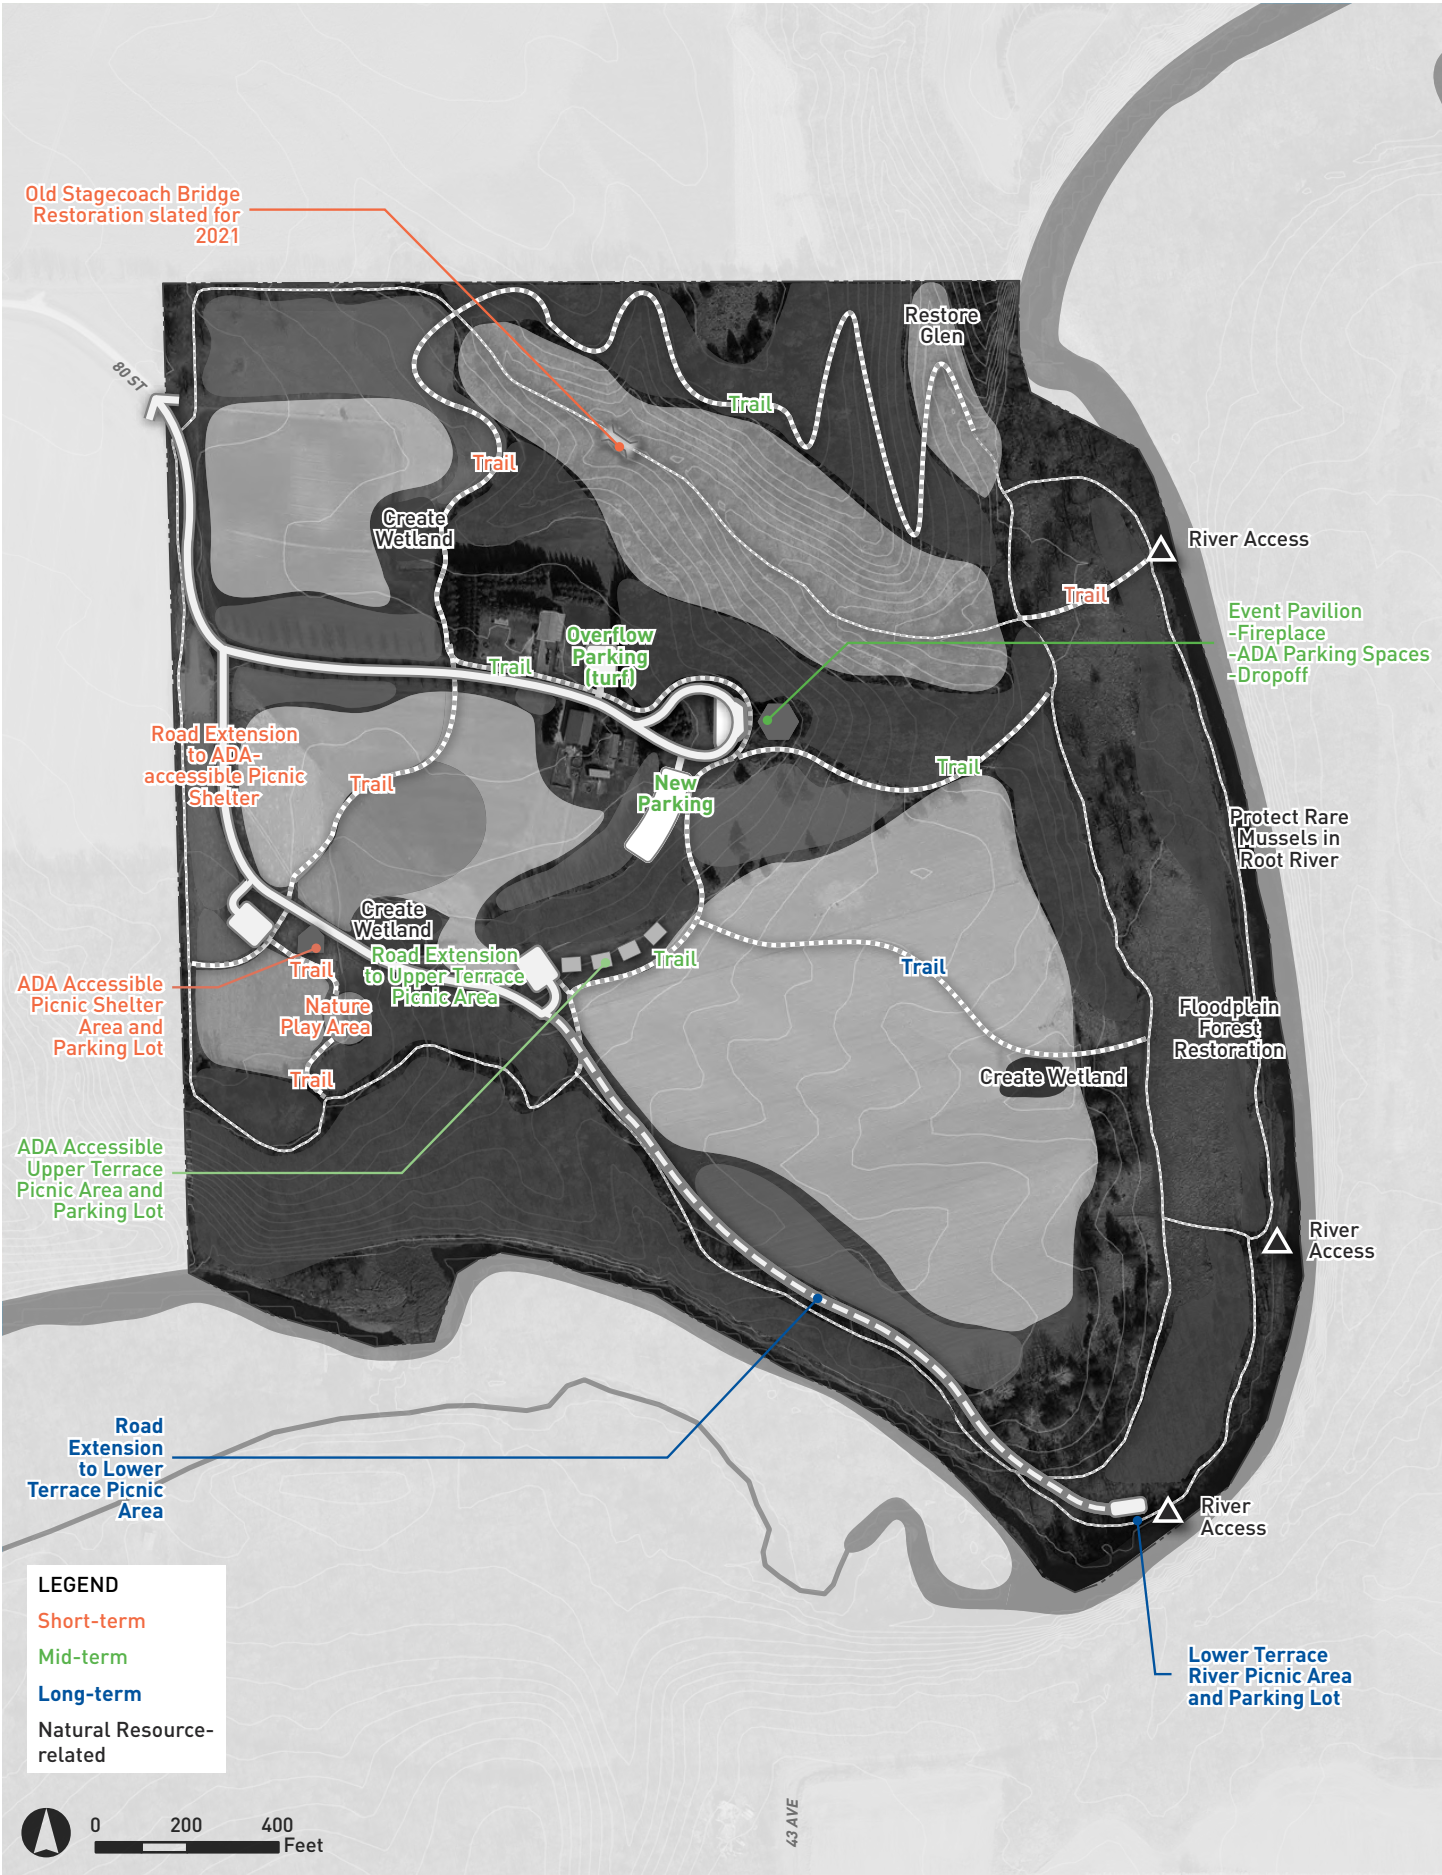 Old Stagecoach Bridge
Restoration slated for
2021
Restore
Glen
80 ST
Trail
Trail
Create
Wetland
River Access
Trail
Event Pavilion
-Fireplace
-ADA Parking Spaces
-Dropoff
Overflow
Parking
(turf)
Trail
Road Extension
to ADA-
accessible Picnic
Shelter
Trail
Trail
New
Parking
Protect Rare
Mussels in
Root River
Create
Wetland
Road Extension
to Upper Terrace
Picnic Area
Trail
Trail
Trail
ADA Accessible
Picnic Shelter
Area and
Parking Lot
Nature
Play Area
Floodplain
Forest
Restoration
Trail
Create Wetland
ADA Accessible
Upper Terrace
Picnic Area and
Parking Lot
River
Access
Road
Extension
to Lower
Terrace Picnic
Area
River
Access
LEGEND
Short-term
Mid-term
Long-term
Natural Resource-
related
Lower Terrace
River Picnic Area
and Parking Lot
0 200 400
Feet
43 AVE